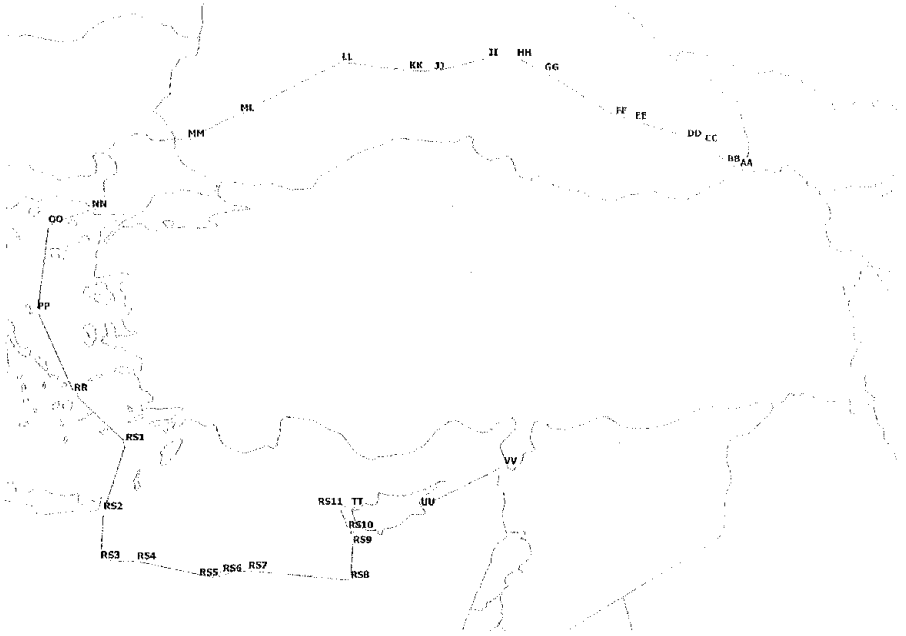 LL
KK JJ II HH
GG
ML
MM
FF EE
DD CC
BB AA
NN
OO
PP
RR
RS1
VV
RS2
RS11 TT UU
RS10
RS9
RS3 RS4
RS5 RS6 RS7
RS8